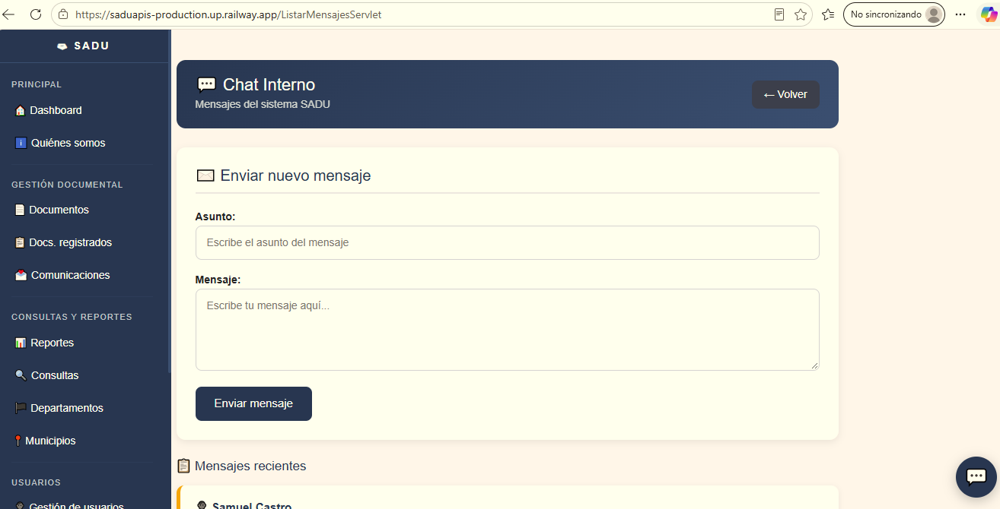 https://saduapis-production.up.railway.app/ListarMensajesServlet
No sincronizando
SADU
PRINCIPAL
Dashboard
Quiénes somos
GESTIÓN DOCUMENTAL
Documentos
Docs. registrados
Comunicaciones
CONSULTAS Y REPORTES
Reportes
Consultas
Departamentos
Municipios
USUARIOS
Gestión de usuarios
Chat Interno
Mensajes del sistema SADU
← Volver
Enviar nuevo mensaje
Asunto:
Escribe el asunto del mensaje
Mensaje:
Escribe tu mensaje aquí...
Enviar mensaje
Mensajes recientes
Samuel Castro